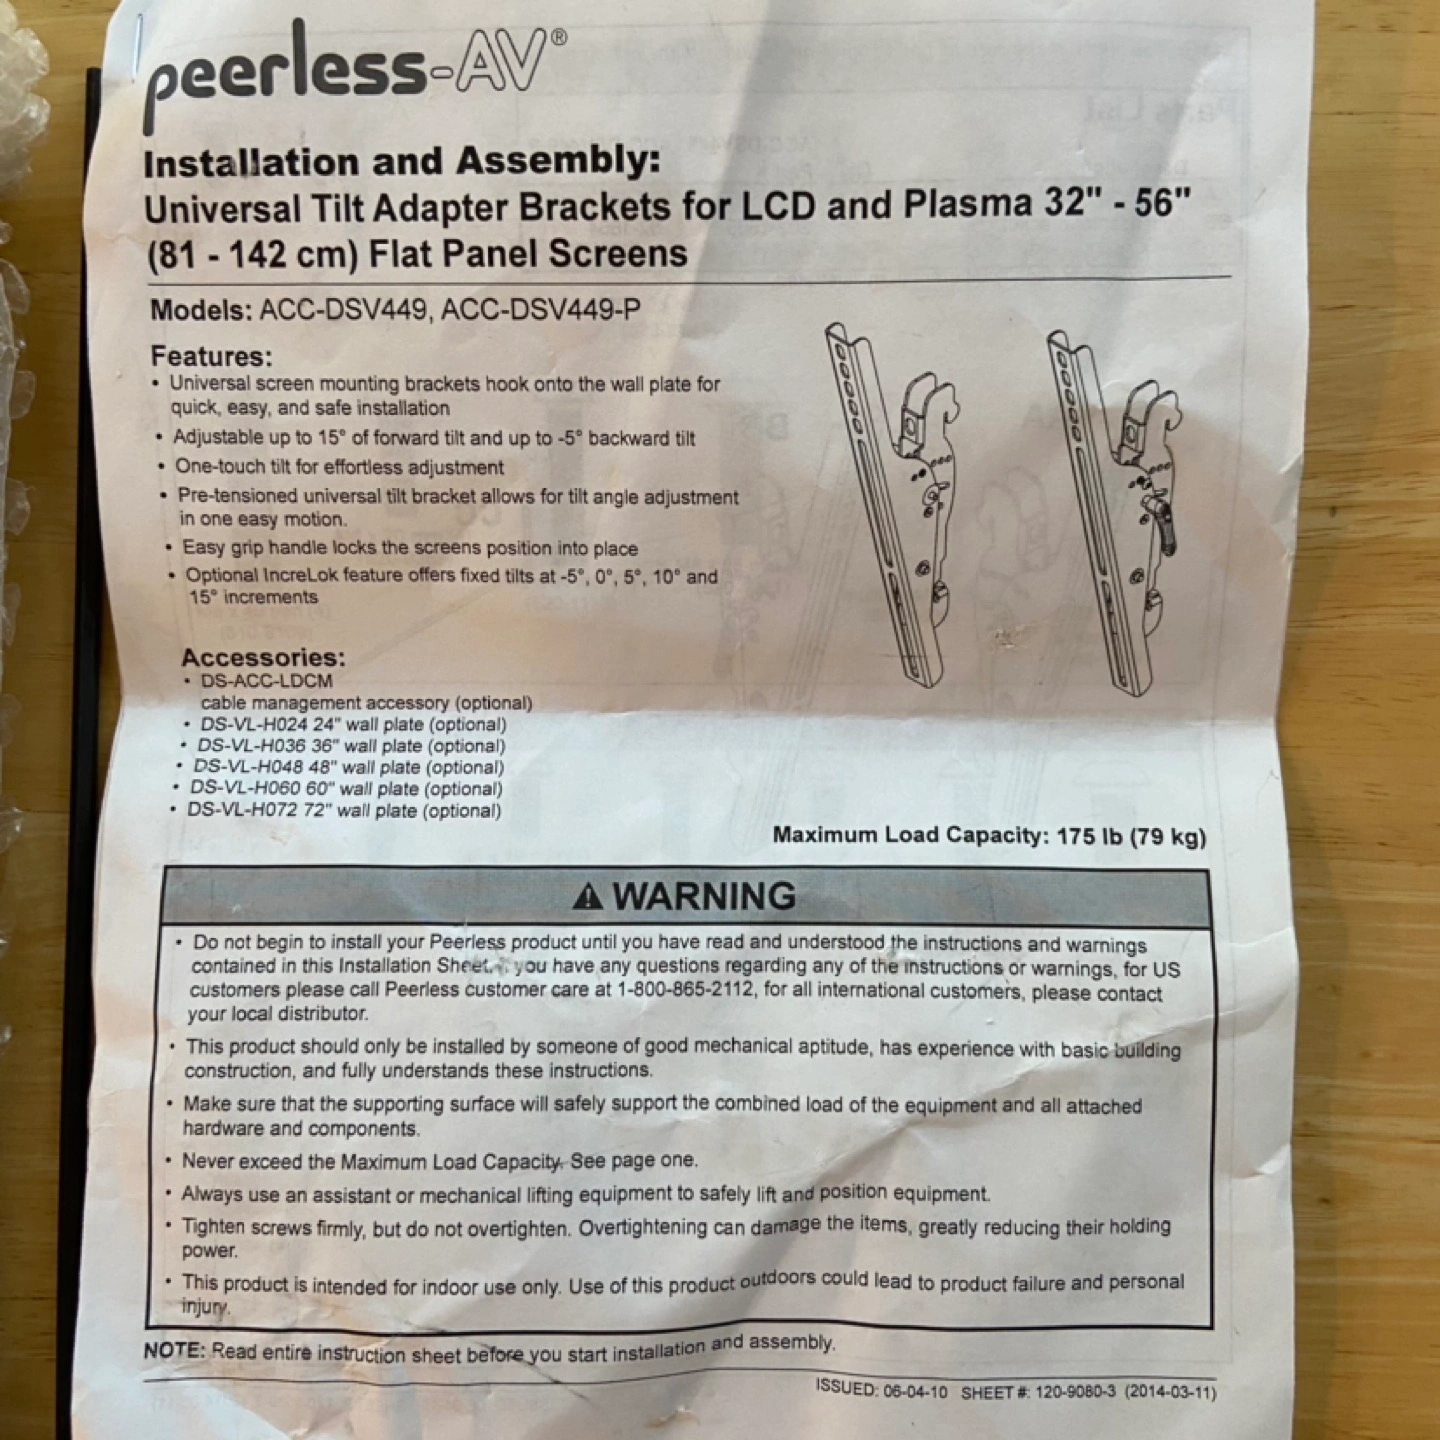 peerless-AV®
Installation and Assembly:
Universal Tilt Adapter Brackets for LCD and Plasma 32" - 56"
(81 - 142 cm) Flat Panel Screens
Models: ACC-DSV449, ACC-DSV449-P
Features:
• Universal screen mounting brackets hook onto the wall plate for
quick, easy, and safe installation
• Adjustable up to 15° of forward tilt and up to -5° backward tilt
• One-touch tilt for effortless adjustment
• Pre-tensioned universal tilt bracket allows for tilt angle adjustment
in one easy motion.
• Easy grip handle locks the screens position into place
• Optional IncreLok feature offers fixed tilts at -5°, 0°, 5°, 10° and
15° increments
Accessories:
• DS-ACC-LDCM
cable management accessory (optional)
• DS-VL-H024 24" wall plate (optional)
• DS-VL-H036 36" wall plate (optional)
• DS-VL-H048 48" wall plate (optional)
• DS-VL-H060 60" wall plate (optional)
• DS-VL-H072 72" wall plate (optional)
Maximum Load Capacity: 175 lb (79 kg)
WARNING
• Do not begin to install your Peerless product until you have read and understood the instructions and warnings
contained in this Installation Sheet. you have any questions regarding any of the instructions or warnings, for US
customers please call Peerless customer care at 1-800-865-2112, for all international customers, please contact
your local distributor.
• This product should only be installed by someone of good mechanical aptitude, has experience with basic building
construction, and fully understands these instructions.
• Make sure that the supporting surface will safely support the combined load of the equipment and all attached
hardware and components.
• Never exceed the Maximum Load Capacity. See page one.
• Always use an assistant or mechanical lifting equipment to safely lift and position equipment.
• Tighten screws firmly, but do not overtighten. Overtightening can damage the items, greatly reducing their holding
power.
• This product is intended for indoor use only. Use of this product outdoors could lead to product failure and personal
injury.
NOTE: Read entire instruction sheet before you start installation and assembly.
ISSUED: 06-04-10 SHEET #: 120-9080-3 (2014-03-11)